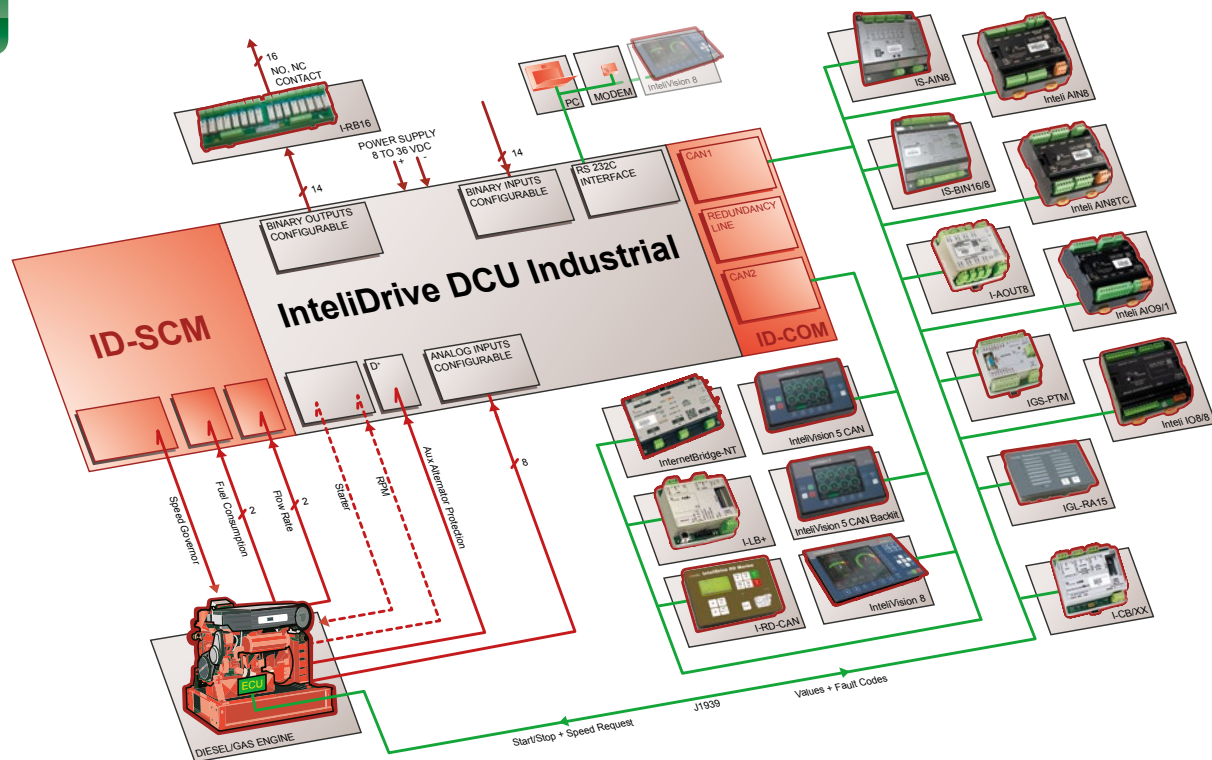 16
NO, NC
CONTACT
I-RB16
14
POWER SUPPLY
8 TO 36 VDC
+
-
14
PC
MODEM
InteliVision 8
BINARY OUTPUTS
CONFIGURABLE
BINARY INPUTS
CONFIGURABLE
RS 232C
INTERFACE
CAN1
REDUNDANCY
LINE
CAN2
ID-COM
ID-SCM
InteliDrive DCU Industrial
D+
ANALOG INPUTS
CONFIGURABLE
Speed Governor
Fuel Consumption
2
Flow Rate
2
Starter
RPM
Aux Alternator Protection
8
IS-AIN8
Inteli AIN8
IS-BIN16/8
Inteli AIN8TC
I-AOUT8
Inteli AIO9/1
IGS-PTM
Inteli IO8/8
IGL-RA15
I-CB/XX
InternetBridge-NT
InteliVision 5 CAN
I-LB+
InteliVision 5 CAN Backlit
I-RD-CAN
InteliVision 8
ECU
DIESEL/GAS ENGINE
Start/Stop + Speed Request
J1939
Values + Fault Codes